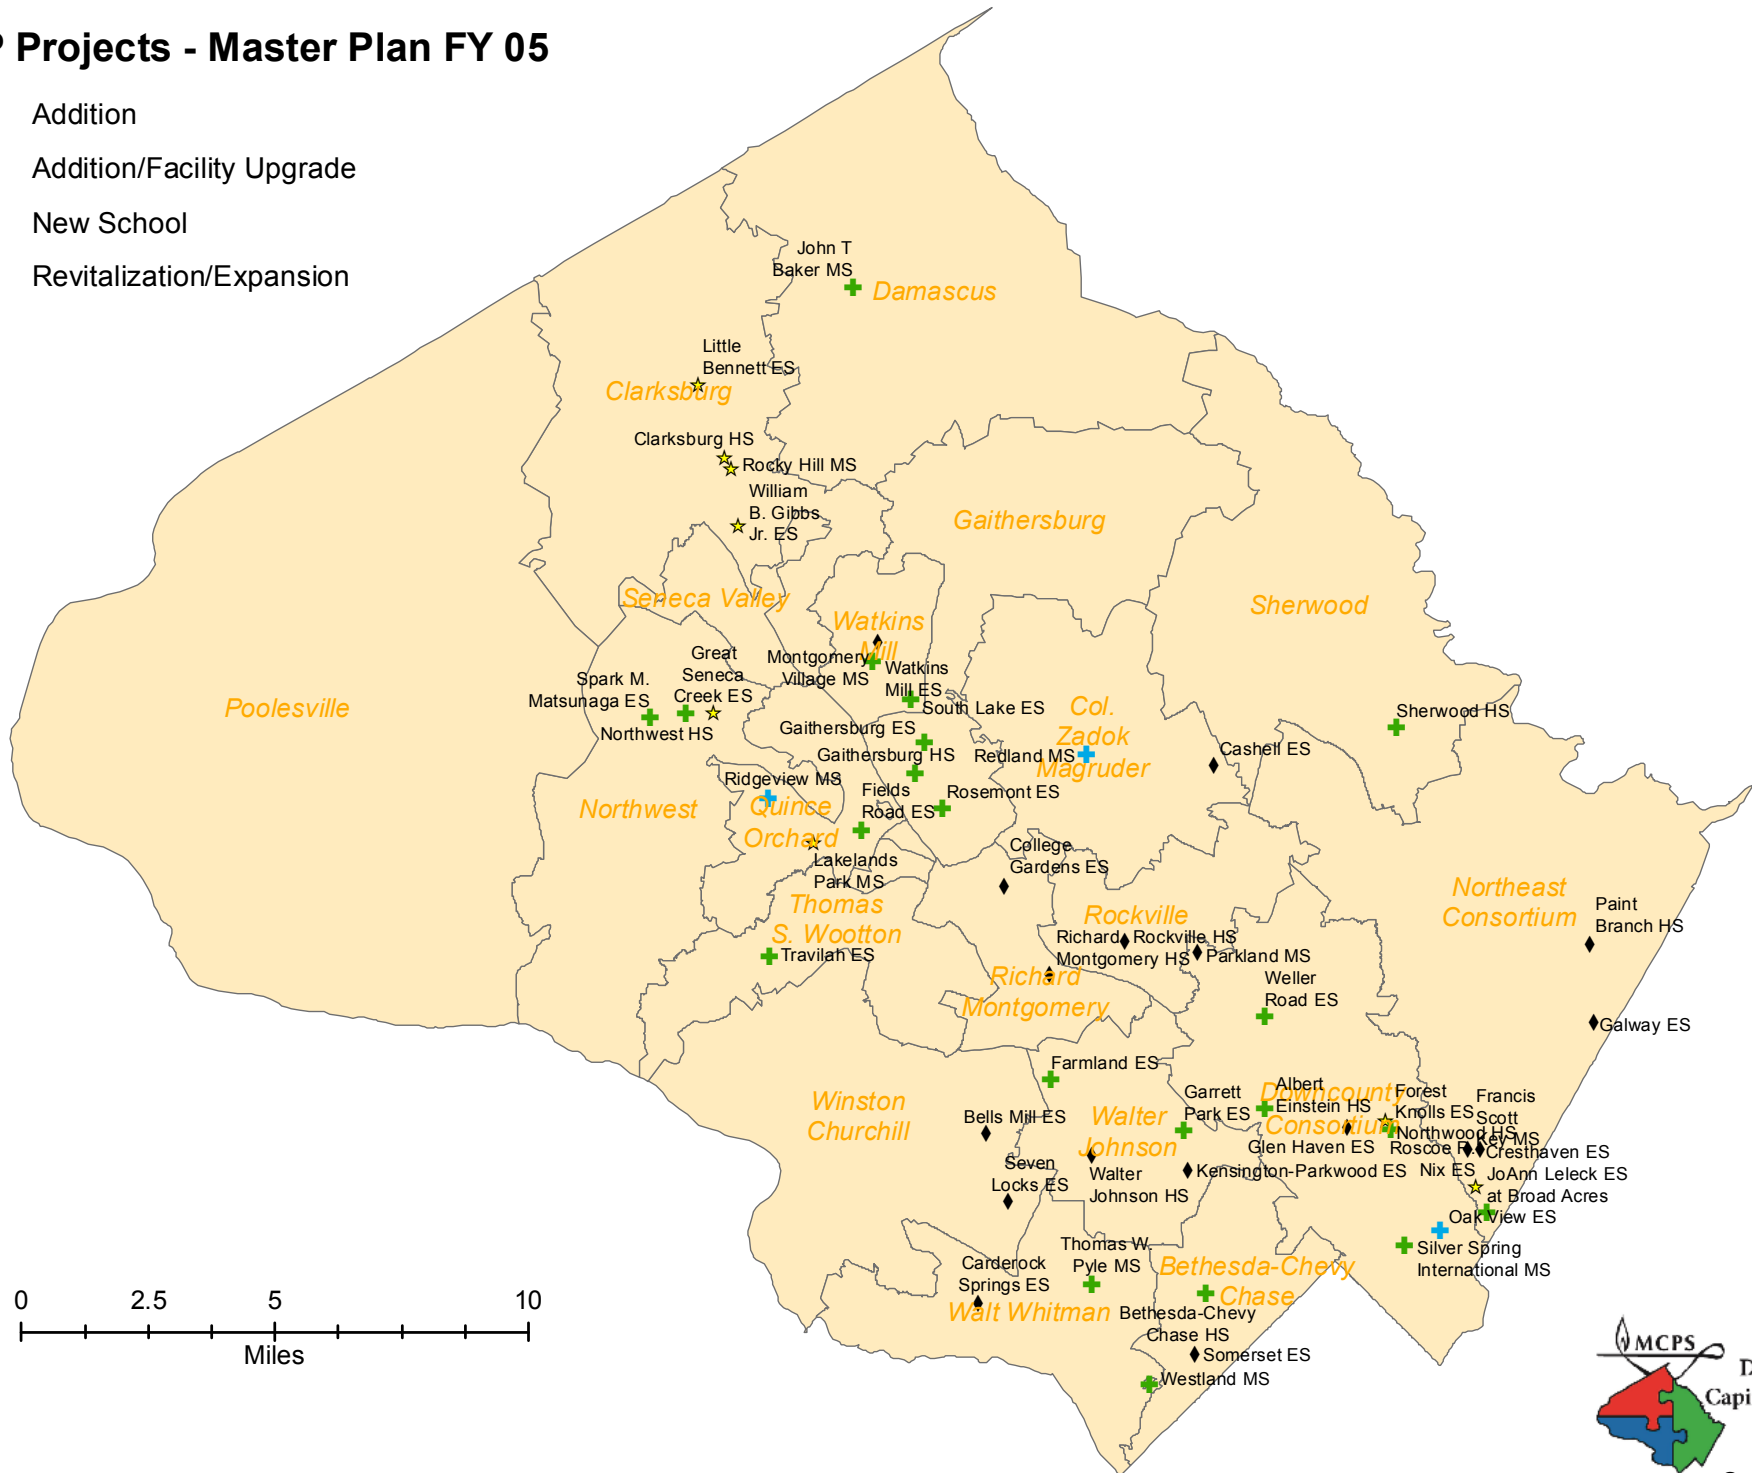 P Projects - Master Plan FY 05
Addition
Addition/Facility Upgrade
New School
Revitalization/Expansion
John T
Baker MS
Damascus
Little
Bennett ES
Clarksburg
Clarksburg HS
Rocky Hill MS
William
B. Gibbs
Jr. ES
Gaithersburg
Seneca Valley
Sherwood
Watkins
Mill
Montgomery
Village MS
Watkins
Mill ES
Great
Seneca
Creek ES
Spark M.
Matsunaga ES
Northwest HS
Poolesville
South Lake ES
Col.
Zadok
Magruder
Sherwood HS
Gaithersburg ES
Gaithersburg HS
Redland MS
Cashell ES
Ridgeview MS
Northwest
Quince
Orchard
Fields
Road ES
Rosemont ES
Lakelands
Park MS
College
Gardens ES
Thomas
S. Wootton
Travilah ES
Rockville
Northeast
Consortium
Paint
Branch HS
Richard
Montgomery HS
Rockville HS
Parkland MS
Richard
Montgomery
Weller
Road ES
Galway ES
Farmland ES
Winston
Churchill
Bells Mill ES
Walter
Johnson
Garrett
Park ES
Downcounty
Consortium
Albert
Einstein HS
Forest
Knolls ES
Northwood HS
Francis
Scott
Key MS
Glen Haven ES
Roscoe R.
Nix ES
Cresthaven ES
JoAnn Leleck ES
at Broad Acres
Seven
Locks ES
Walter
Johnson HS
Kensington-Parkwood ES
Oak View ES
Silver Spring
International MS
Thomas W.
Pyle MS
Carderock
Springs ES
Walt Whitman
Bethesda-Chevy
Chase
Bethesda-Chevy
Chase HS
Somerset ES
Westland MS
0 2.5 5 10
Miles
MCPS
D
Capi